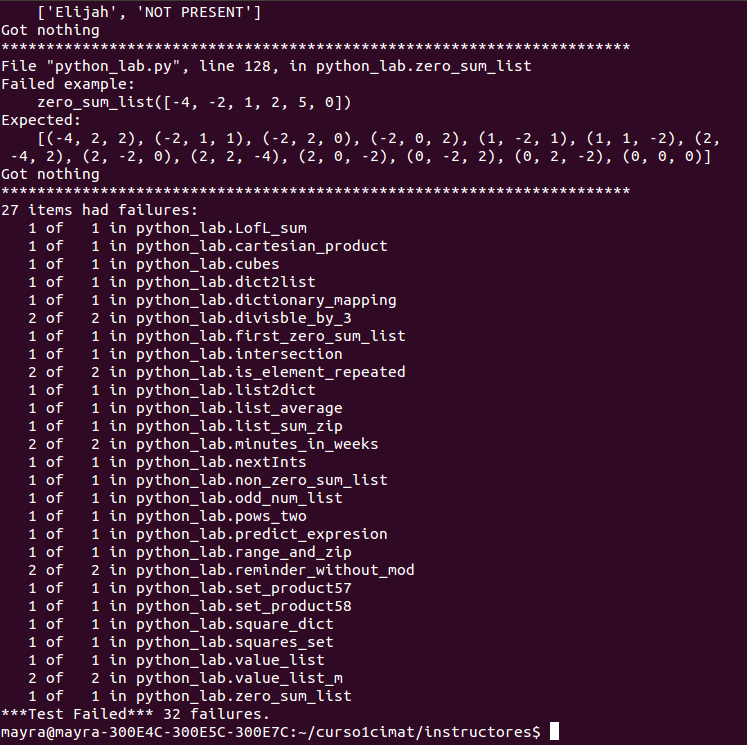 ['Elijah', 'NOT PRESENT']
Got nothing
**********************************************************************
File "python_lab.py", line 128, in python_lab.zero_sum_list
Failed example:
    zero_sum_list([-4, -2, 1, 2, 5, 0])
Expected:
    [(-4, 2, 2), (-2, 1, 1), (-2, 2, 0), (-2, 0, 2), (1, -2, 1), (1, 1, -2), (2,
 -4, 2), (2, -2, 0), (2, 2, -4), (2, 0, -2), (0, -2, 2), (0, 2, -2), (0, 0, 0)]
Got nothing
**********************************************************************
27 items had failures:
   1 of   1 in python_lab.LofL_sum
   1 of   1 in python_lab.cartesian_product
   1 of   1 in python_lab.cubes
   1 of   1 in python_lab.dict2list
   1 of   1 in python_lab.dictionary_mapping
   2 of   2 in python_lab.divisble_by_3
   1 of   1 in python_lab.first_zero_sum_list
   1 of   1 in python_lab.intersection
   2 of   2 in python_lab.is_element_repeated
   1 of   1 in python_lab.list2dict
   1 of   1 in python_lab.list_average
   1 of   1 in python_lab.list_sum_zip
   2 of   2 in python_lab.minutes_in_weeks
   1 of   1 in python_lab.nextInts
   1 of   1 in python_lab.non_zero_sum_list
   1 of   1 in python_lab.odd_num_list
   1 of   1 in python_lab.pows_two
   1 of   1 in python_lab.predict_expresion
   1 of   1 in python_lab.range_and_zip
   2 of   2 in python_lab.reminder_without_mod
   1 of   1 in python_lab.set_product57
   1 of   1 in python_lab.set_product58
   1 of   1 in python_lab.square_dict
   1 of   1 in python_lab.squares_set
   1 of   1 in python_lab.value_list
   2 of   2 in python_lab.value_list_m
   1 of   1 in python_lab.zero_sum_list
***Test Failed*** 32 failures.
mayra@mayra-300E4C-300E5C-300E7C:~/curso1cimat/instructores$